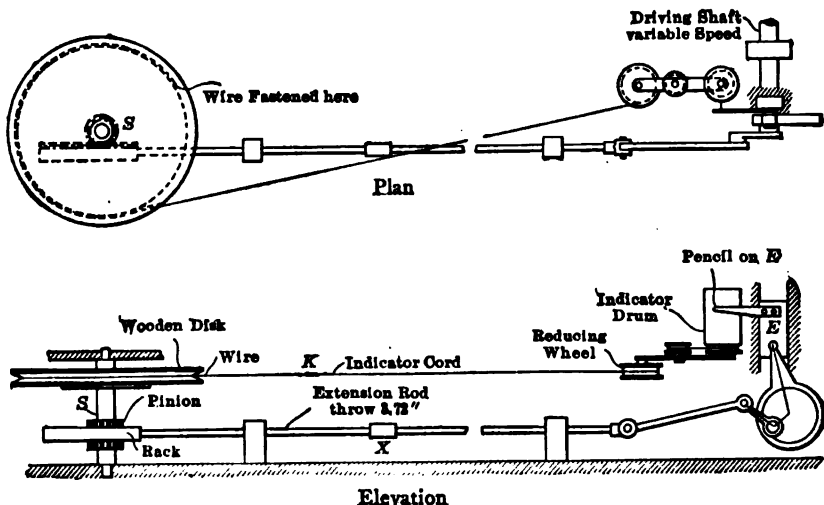 Driving Shaft
variable Speed
Wire Fastened here
S
Plan
Pencil on E
Indicator
Drum
E
Reducing
Wheel
Wooden Disk
Wire
K
Indicator Cord
S
Pinion
Extension Rod
throw 3,72"
Rack
X
Elevation